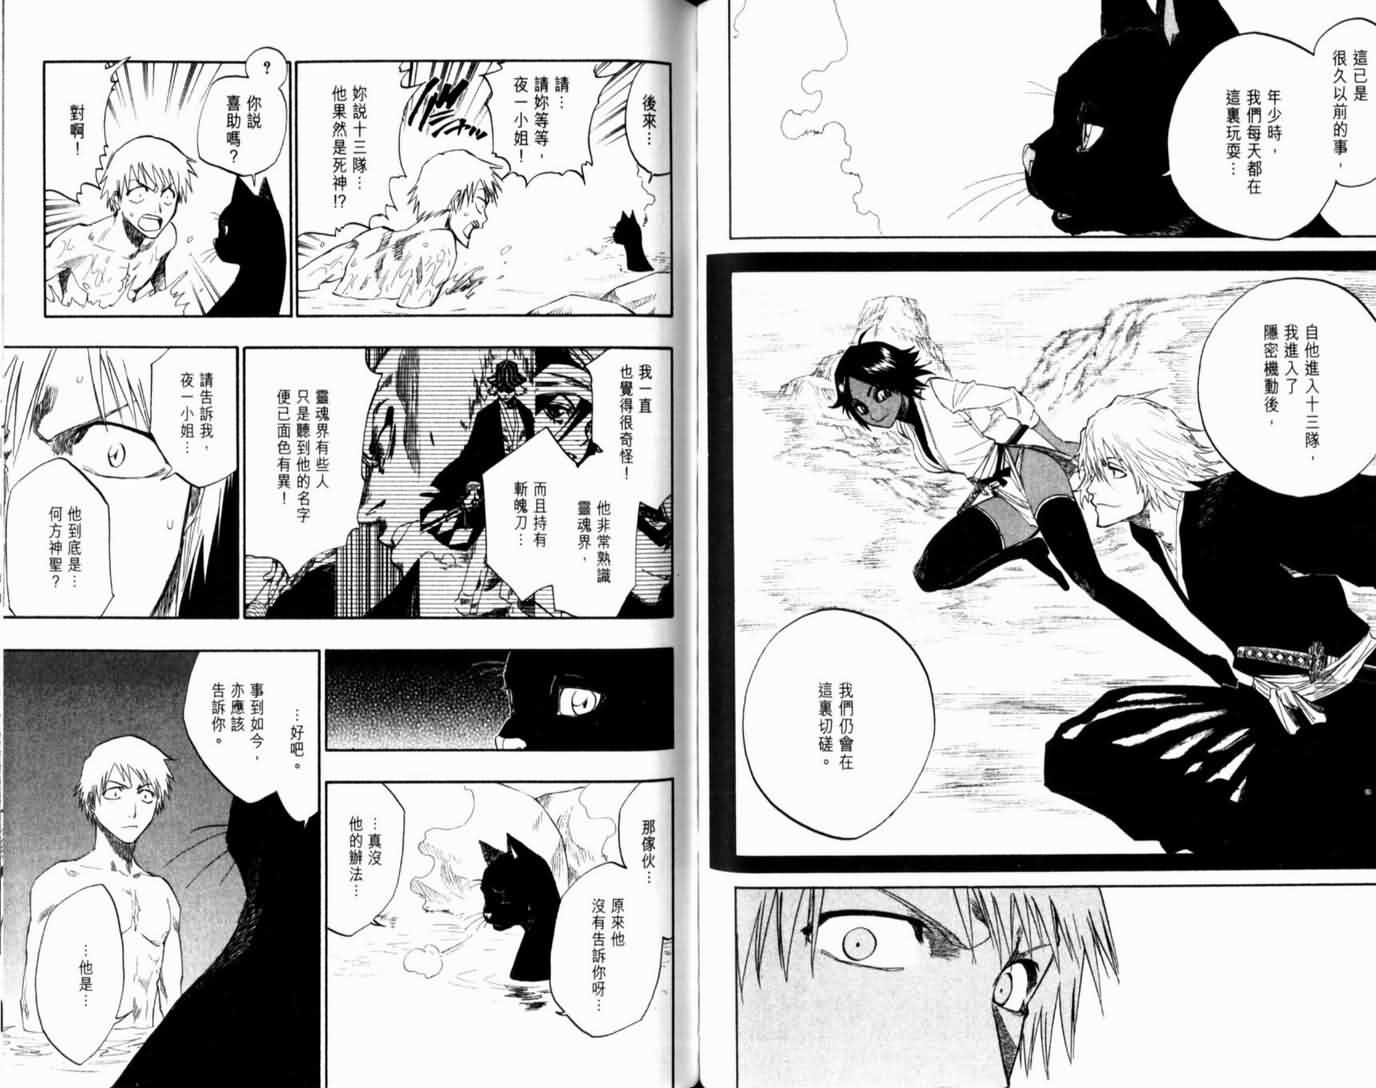 這已是
很久以前的事，
年少時，
我們每天都在
這裏玩耍…
自他進入十三隊，
我進入了
隱密機動後，
我們仍會在
這裏切磋。
後來…
請…
請妳等等，
夜一小姐！
妳説十三隊…
他果然是死神!?
?
你說
喜助嗎？
對啊！
我一直
也覺得很奇怪！
他非常熟識
靈魂界，
而且持有
斬魄刀…
靈魂界有些人
只是聽到他的名字
便已面色有異！
請告訴我，
夜一小姐…
他到底是…
何方神聖？
那傢伙…
原來他
沒有告訴你呀…
…真沒
他的辦法…
…好吧。
事到如今，
亦應該
告訴你。
…他是…